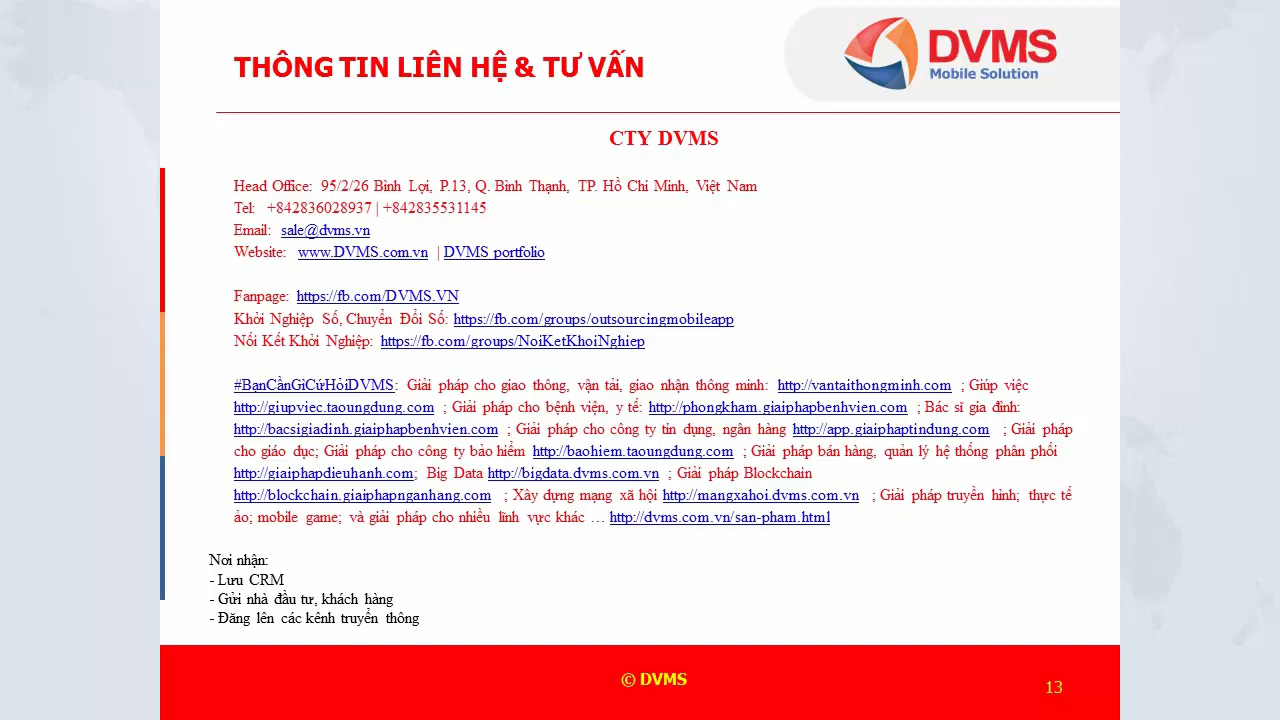 THÔNG TIN LIÊN HỆ & TƯ VẤN
DVMS
Mobile Solution
CTY DVMS
Head Office: 95/2/26 Bình Lợi, P.13, Q. Bình Thạnh, TP. Hồ Chí Minh, Việt Nam
Tel: +842836028937 | +842835531145
Email: sale@dvms.vn
Website: www.DVMS.com.vn | DVMS portfolio
Fanpage: https://fb.com/DVMS.VN
Khởi Nghiệp Số, Chuyển Đổi Số: https://fb.com/groups/outsourcingmobileapp
Nối Kết Khởi Nghiệp: https://fb.com/groups/NoiKetKhoiNghiep
#BạnCầnGìCứHỏiDVMS: Giải pháp cho giao thông, vận tải, giao nhận thông minh: http://vantaithongminh.com ; Giúp việc
http://giupviec.taoungdung.com ; Giải pháp cho bệnh viện, y tế: http://phongkham.giaiphapbenhvien.com ; Bác sĩ gia đình:
http://bacsigiadinh.giaiphapbenhvien.com ; Giải pháp cho công ty tín dụng, ngân hàng http://app.giaiphaptindung.com ; Giải pháp
cho giáo dục; Giải pháp cho công ty bảo hiểm http://baohiem.taoungdung.com ; Giải pháp bán hàng, quản lý hệ thống phân phối
http://giaiphapdieuhanh.com; Big Data http://bigdata.dvms.com.vn ; Giải pháp Blockchain
http://blockchain.giaiphapnganhang.com ; Xây dựng mạng xã hội http://mangxahoi.dvms.com.vn ; Giải pháp truyền hình; thực tế
ảo; mobile game; và giải pháp cho nhiều lĩnh vực khác … http://dvms.com.vn/san-pham.html
Nơi nhận:
- Lưu CRM
- Gửi nhà đầu tư, khách hàng
- Đăng lên các kênh truyền thông
© DVMS
13